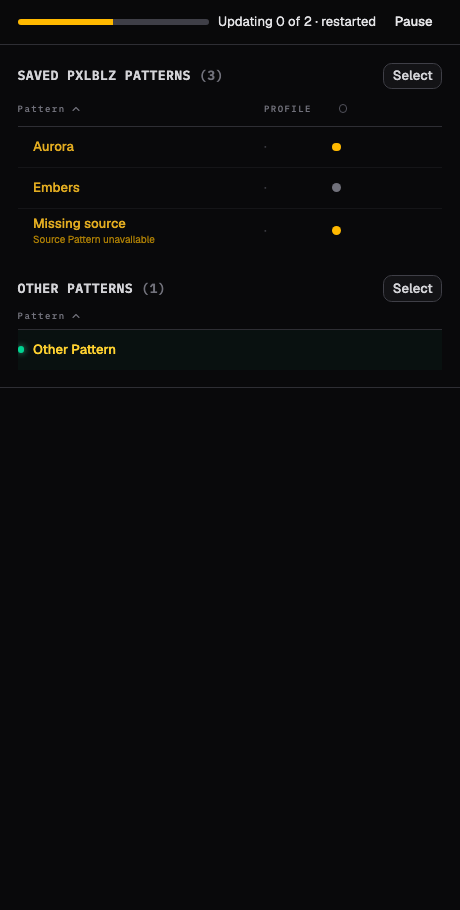 Updating 0 of 2 · restarted Pause
SAVED PXLBLZ PATTERNS (3) Select
Pattern PROFILE
Aurora -
Embers -
Missing source -
Source Pattern unavailable
OTHER PATTERNS (1) Select
Pattern
Other Pattern